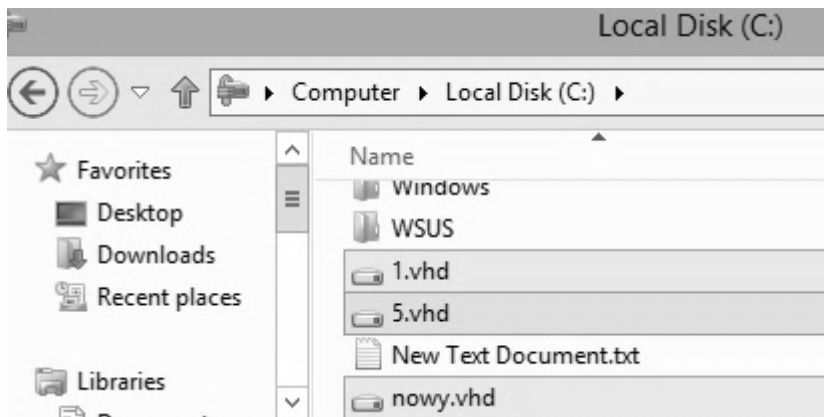 Local Disk (C:)
Computer Local Disk (C:)
Favorites
Desktop
Downloads
Recent places
Libraries
Name
Windows
WSUS
1.vhd
5.vhd
New Text Document.txt
nowy.vhd